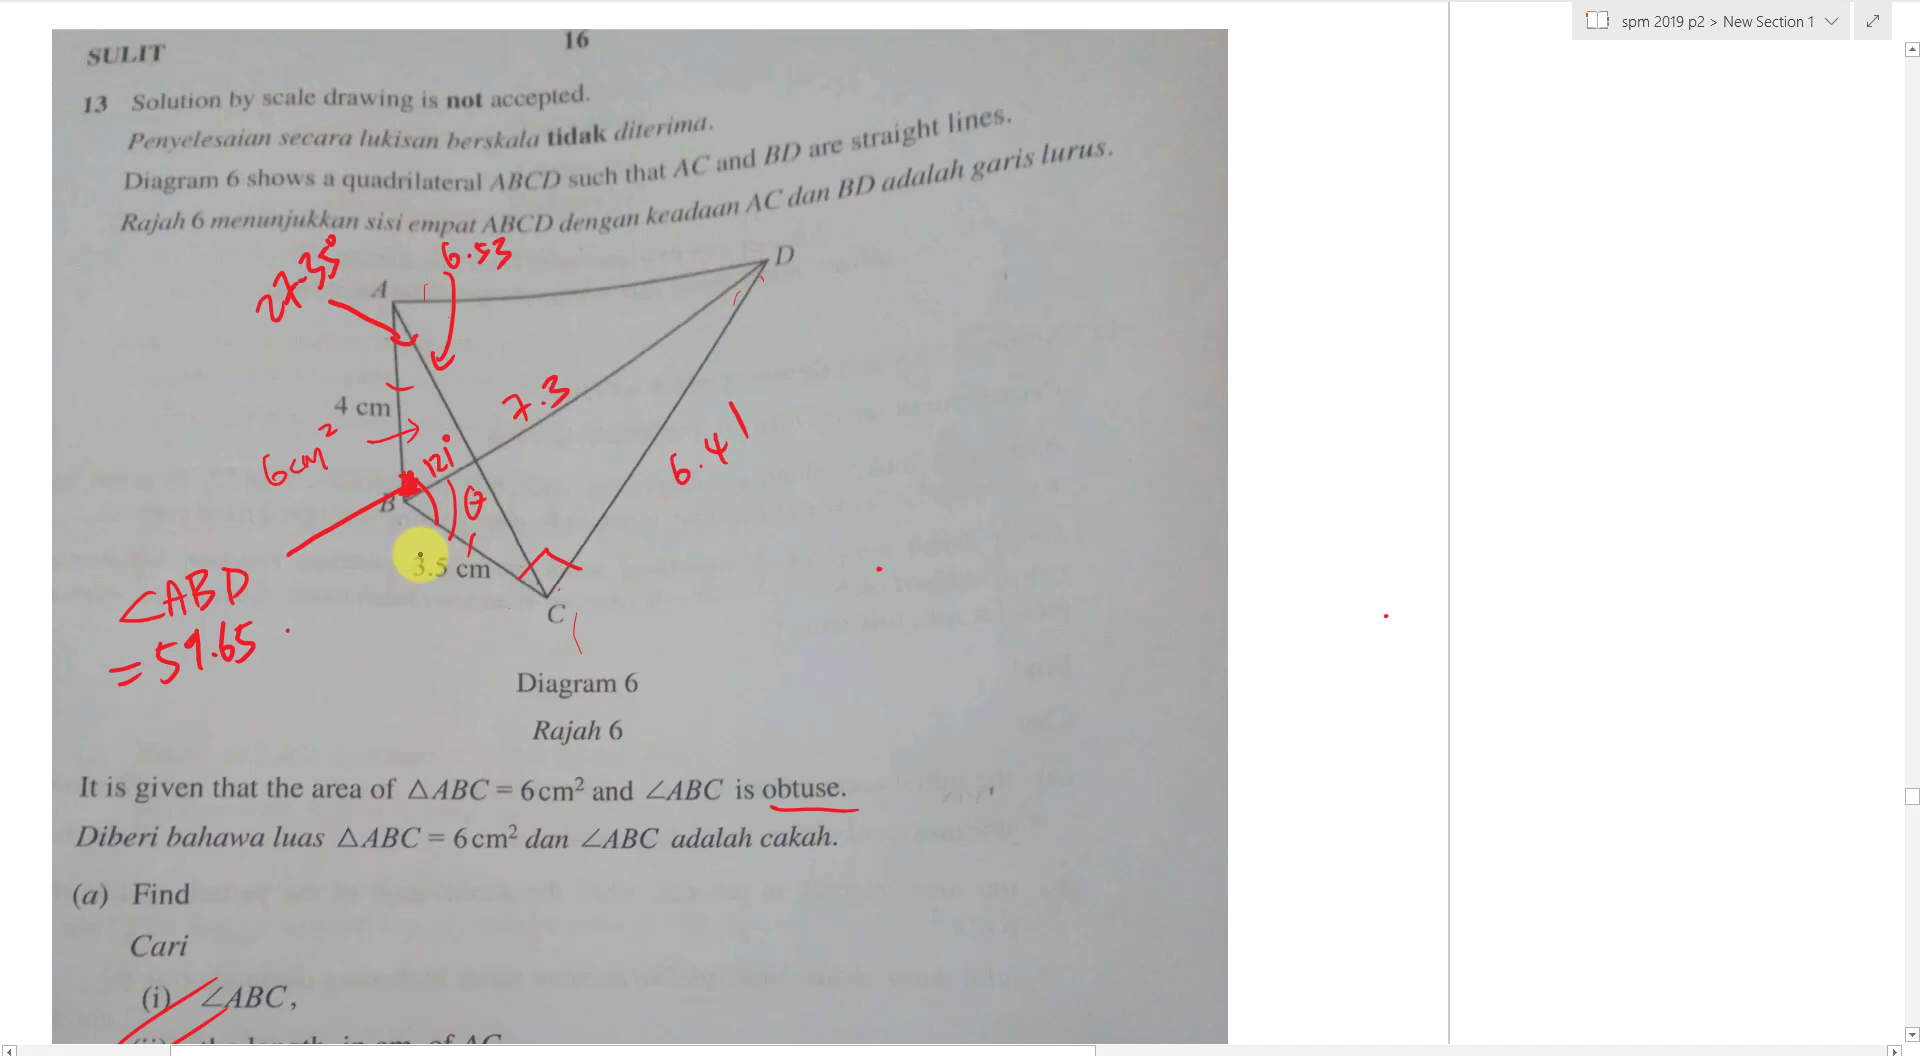 spm 2019 p2 > New Section 1
SULIT
16
13 Solution by scale drawing is not accepted.
Penyelesaian secara lukisan berskala tidak diterima.
Diagram 6 shows a quadrilateral ABCD such that AC and BD are straight lines.
Rajah 6 menunjukkan sisi empat ABCD dengan keadaan AC dan BD adalah garis lurus.
27.35°
6.53
A
D
4 cm
7.3
6cm²
121°
6.41
B
θ
3.5 cm
C
∠ABD
= 59.65
Diagram 6
Rajah 6
It is given that the area of △ABC = 6 cm² and ∠ABC is obtuse.
Diberi bahawa luas △ABC = 6 cm² dan ∠ABC adalah cakah.
(a) Find
Cari
(i) ∠ABC,